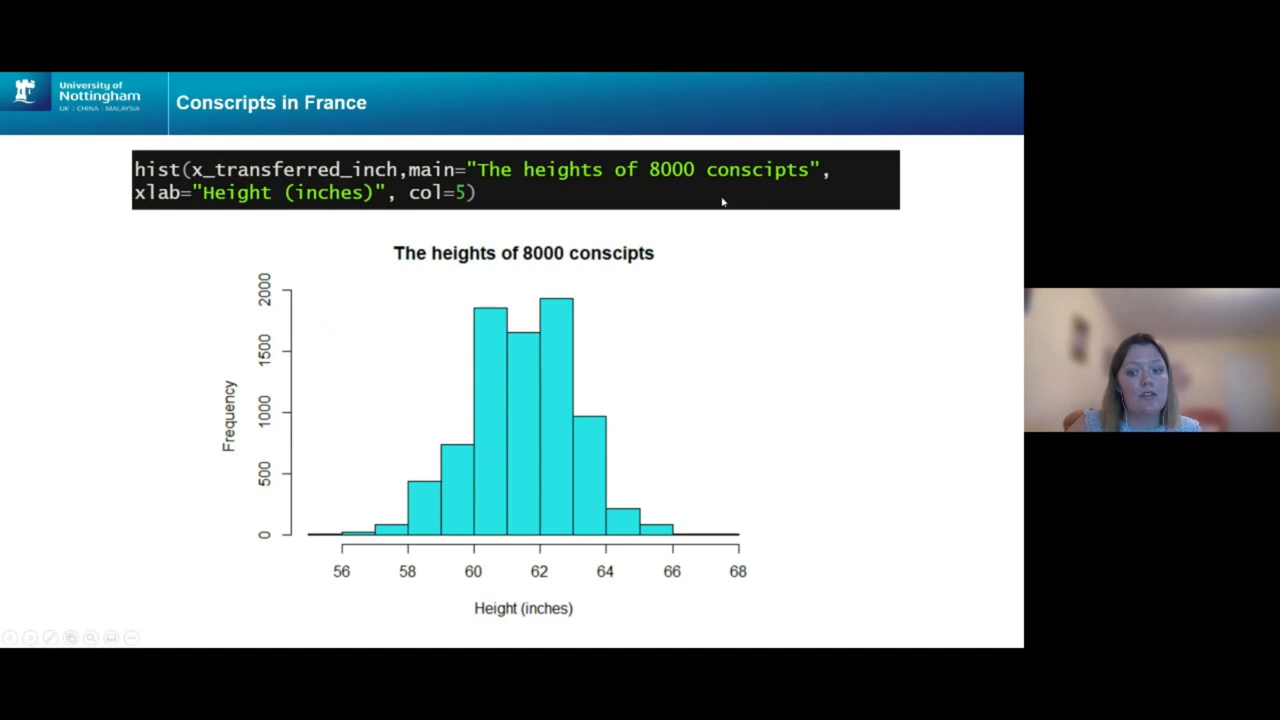 University of
Nottingham
UK | CHINA | MALAYSIA
Conscripts in France
hist(x_transferred_inch,main="The heights of 8000 conscipts",
xlab="Height (inches)", col=5)
The heights of 8000 conscipts
Frequency
2000
1500
1000
500
0
56 58 60 62 64 66 68
Height (inches)